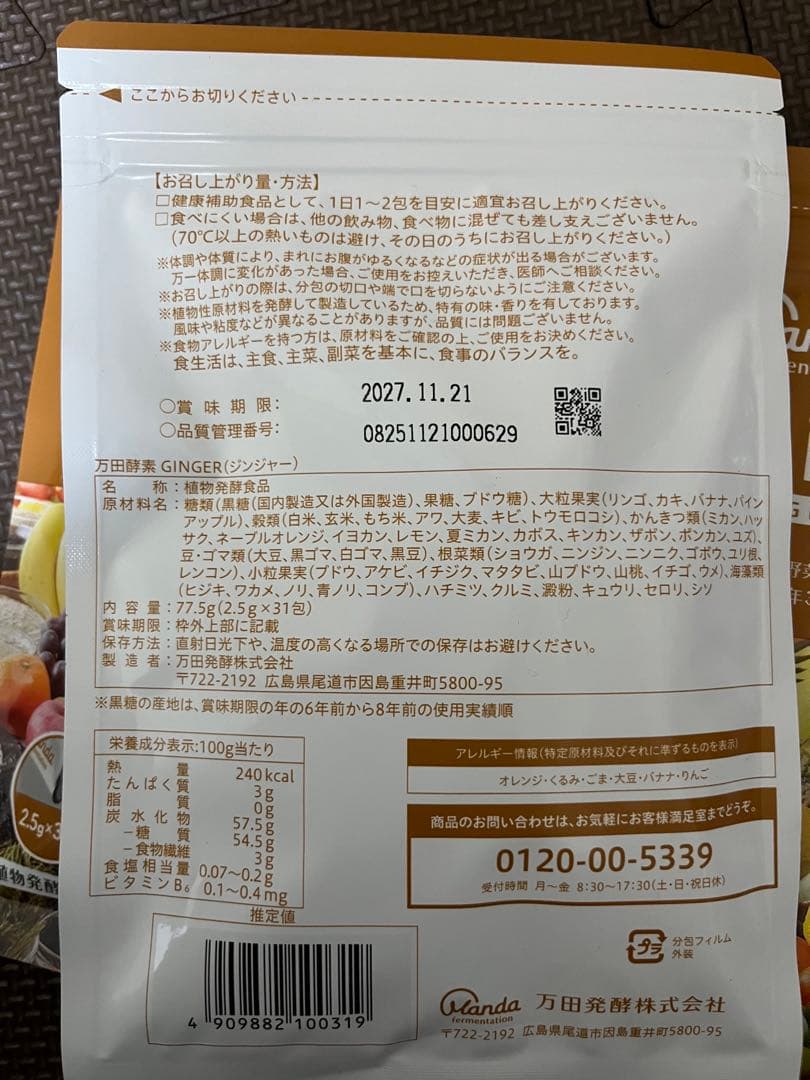 ここからお切りください
【お召し上がり量・方法】
□健康補助食品として、1日1～2包を目安に適宜お召し上がりください。
□食べにくい場合は、他の飲み物、食べ物に混ぜても差し支えございません。
(70℃以上の熱いものは避け、その日のうちにお召し上がりください。)
※体調や体質により、まれにお腹がゆるくなるなどの症状が出る場合がございます。
万一体調に変化があった場合、ご使用をお控えいただき、医師へご相談ください。
※お召し上がりの際は、分包の切口や端で口を切らないようにご注意ください。
※植物性原材料を発酵して製造しているため、特有の味・香りを有しております。
風味や粘度などが異なることがありますが、品質には問題ございません。
※食物アレルギーを持つ方は、原材料をご確認の上、ご使用をお決めください。
食生活は、主食、主菜、副菜を基本に、食事のバランスを。
○賞味期限: 2027.11.21
○品質管理番号: 08251121000629
万田酵素 GINGER(ジンジャー)
名称:植物発酵食品
原材料名:糖類(黒糖(国内製造又は外国製造)、果糖、ブドウ糖)、大粒果実(リンゴ、カキ、バナナ、パイン
アップル)、穀類(白米、玄米、もち米、アワ、大麦、キビ、トウモロコシ)、かんきつ類(ミカン、ハッ
サク、ネーブルオレンジ、イヨカン、レモン、夏ミカン、カボス、キンカン、ザボン、ポンカン、ユズ)、
豆・ゴマ類(大豆、黒ゴマ、白ゴマ、黒豆)、根菜類(ショウガ、ニンジン、ニンニク、ゴボウ、ユリ根、
レンコン)、小粒果実(ブドウ、アケビ、イチジク、マタタビ、山ブドウ、山桃、イチゴ、ウメ)、海藻類
(ヒジキ、ワカメ、ノリ、青ノリ、コンブ)、ハチミツ、クルミ、澱粉、キュウリ、セロリ、シソ
内容量:77.5g(2.5g×31包)
賞味期限:枠外上部に記載
保存方法:直射日光下や、温度の高くなる場所での保存はお避けください。
製造者:万田発酵株式会社
〒722-2192 広島県尾道市因島重井町5800-95
※黒糖の産地は、賞味期限の年の6年前から8年前の使用実績順
栄養成分表示:100g当たり
熱量 240kcal
たんぱく質 3g
脂質 0g
炭水化物 57.5g
－糖質 54.5g
－食物繊維 3g
食塩相当量 0.07～0.2g
ビタミンB₆ 0.1～0.4mg
推定値
アレルギー情報(特定原材料及びそれに準ずるものを表示)
オレンジ・くるみ・ごま・大豆・バナナ・りんご
商品のお問い合わせは、お気軽にお客様満足室までどうぞ。
0120-00-5339
受付時間 月～金 8:30～17:30(土・日・祝日休)
プラ
分包フィルム
外装
4 909882 100319
Manda
fermentation
万田発酵株式会社
〒722-2192 広島県尾道市因島重井町5800-95
2.5g×3
植物発酵